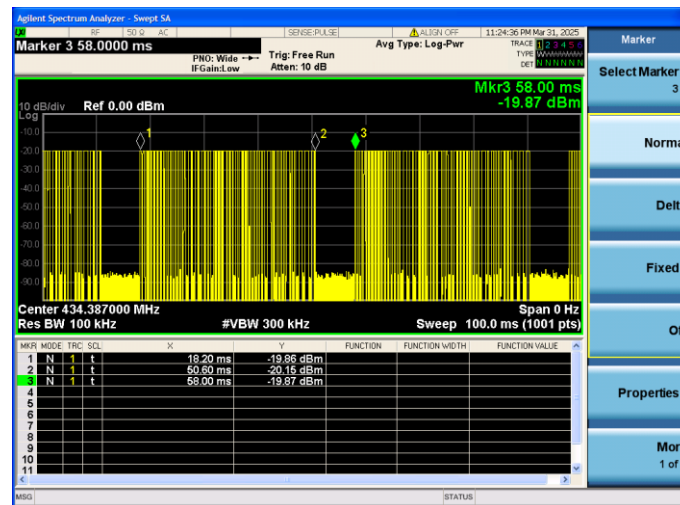 Agilent Spectrum Analyzer - Swept SA
RF 50 Ω AC SENSE:PULSE ALIGN OFF 11:24:36 PM Mar 31, 2025
Marker 3 58.0000 ms
PNO: Wide
IFGain:Low
Trig: Free Run
Atten: 10 dB
Avg Type: Log-Pwr
TRACE 1 2 3 4 5 6
TYPE
DET N N N N N N
Mkr3 58.00 ms
-19.87 dBm
10 dB/div Ref 0.00 dBm
Log
-10.0
-20.0
-30.0
-40.0
-50.0
-60.0
-70.0
-80.0
-90.0
1
2
3
Center 434.387000 MHz Span 0 Hz
Res BW 100 kHz #VBW 300 kHz Sweep 100.0 ms (1001 pts)
MKR MODE TRC SCL X Y FUNCTION FUNCTION WIDTH FUNCTION VALUE
1 N 1 t 18.20 ms -19.86 dBm
2 N 1 t 50.60 ms -20.15 dBm
3 N 1 t 58.00 ms -19.87 dBm
4
5
6
7
8
9
10
11
MSG STATUS
Marker
Select Marker
3
Norma
Delt
Fixed
Of
Properties
Mor
1 of